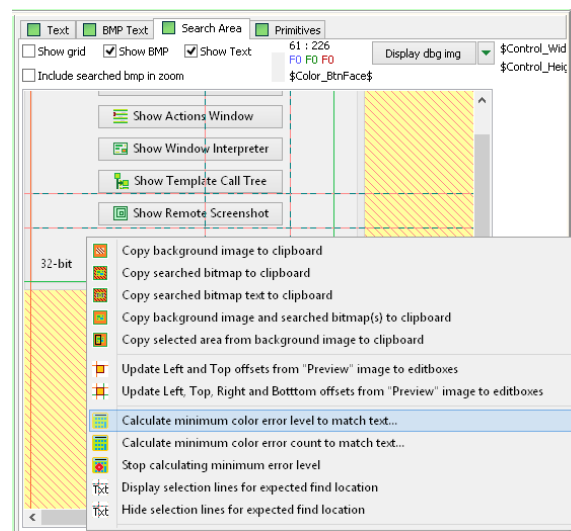 Text BMP Text Search Area Primitives
Show grid Show BMP Show Text 61 : 226 Display dbg img $Control_Wid
F0 F0 F0 $Control_Heig
Include searched bmp in zoom $Color_BtnFace$
Show Actions Window
Show Window Interpreter
Show Template Call Tree
Show Remote Screenshot
32-bit
Copy background image to clipboard
Copy searched bitmap to clipboard
Copy searched bitmap text to clipboard
Copy background image and searched bitmap(s) to clipboard
Copy selected area from background image to clipboard
Update Left and Top offsets from "Preview" image to editboxes
Update Left, Top, Right and Botttom offsets from "Preview" image to editboxes
Calculate minimum color error level to match text...
Calculate minimum color error count to match text...
Stop calculating minimum error level
Txt Display selection lines for expected find location
Txt Hide selection lines for expected find location